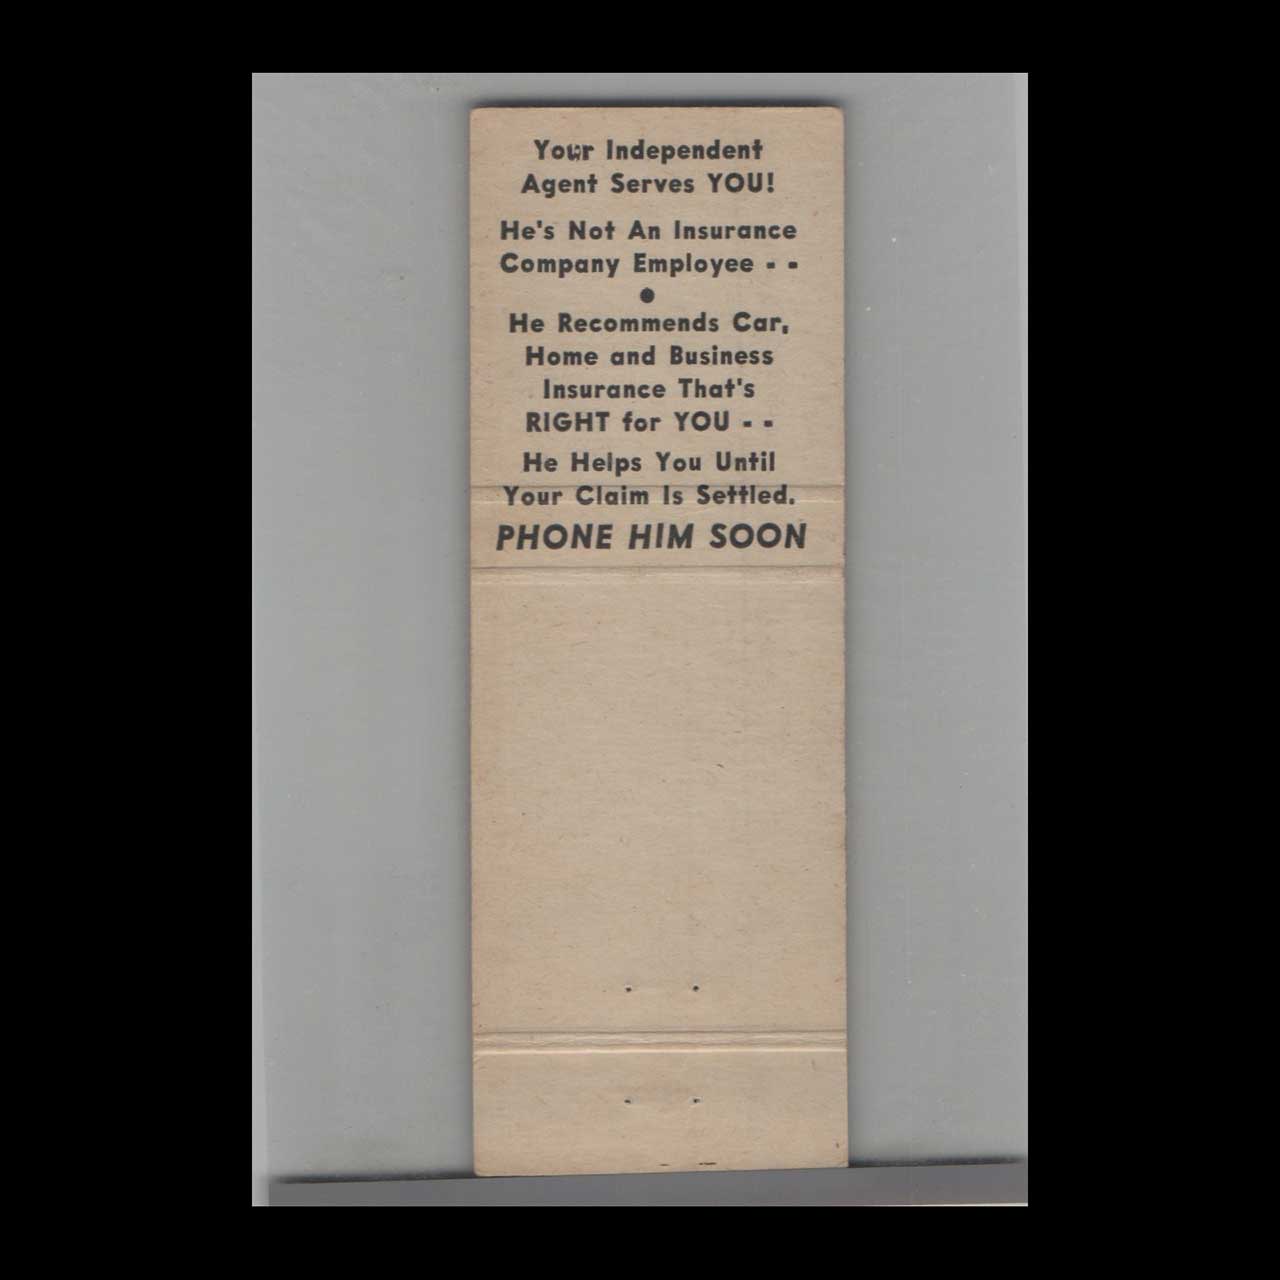 Your Independent
Agent Serves YOU!
He's Not An Insurance
Company Employee - -
●
He Recommends Car,
Home and Business
Insurance That's
RIGHT for YOU - -
He Helps You Until
Your Claim Is Settled.
PHONE HIM SOON